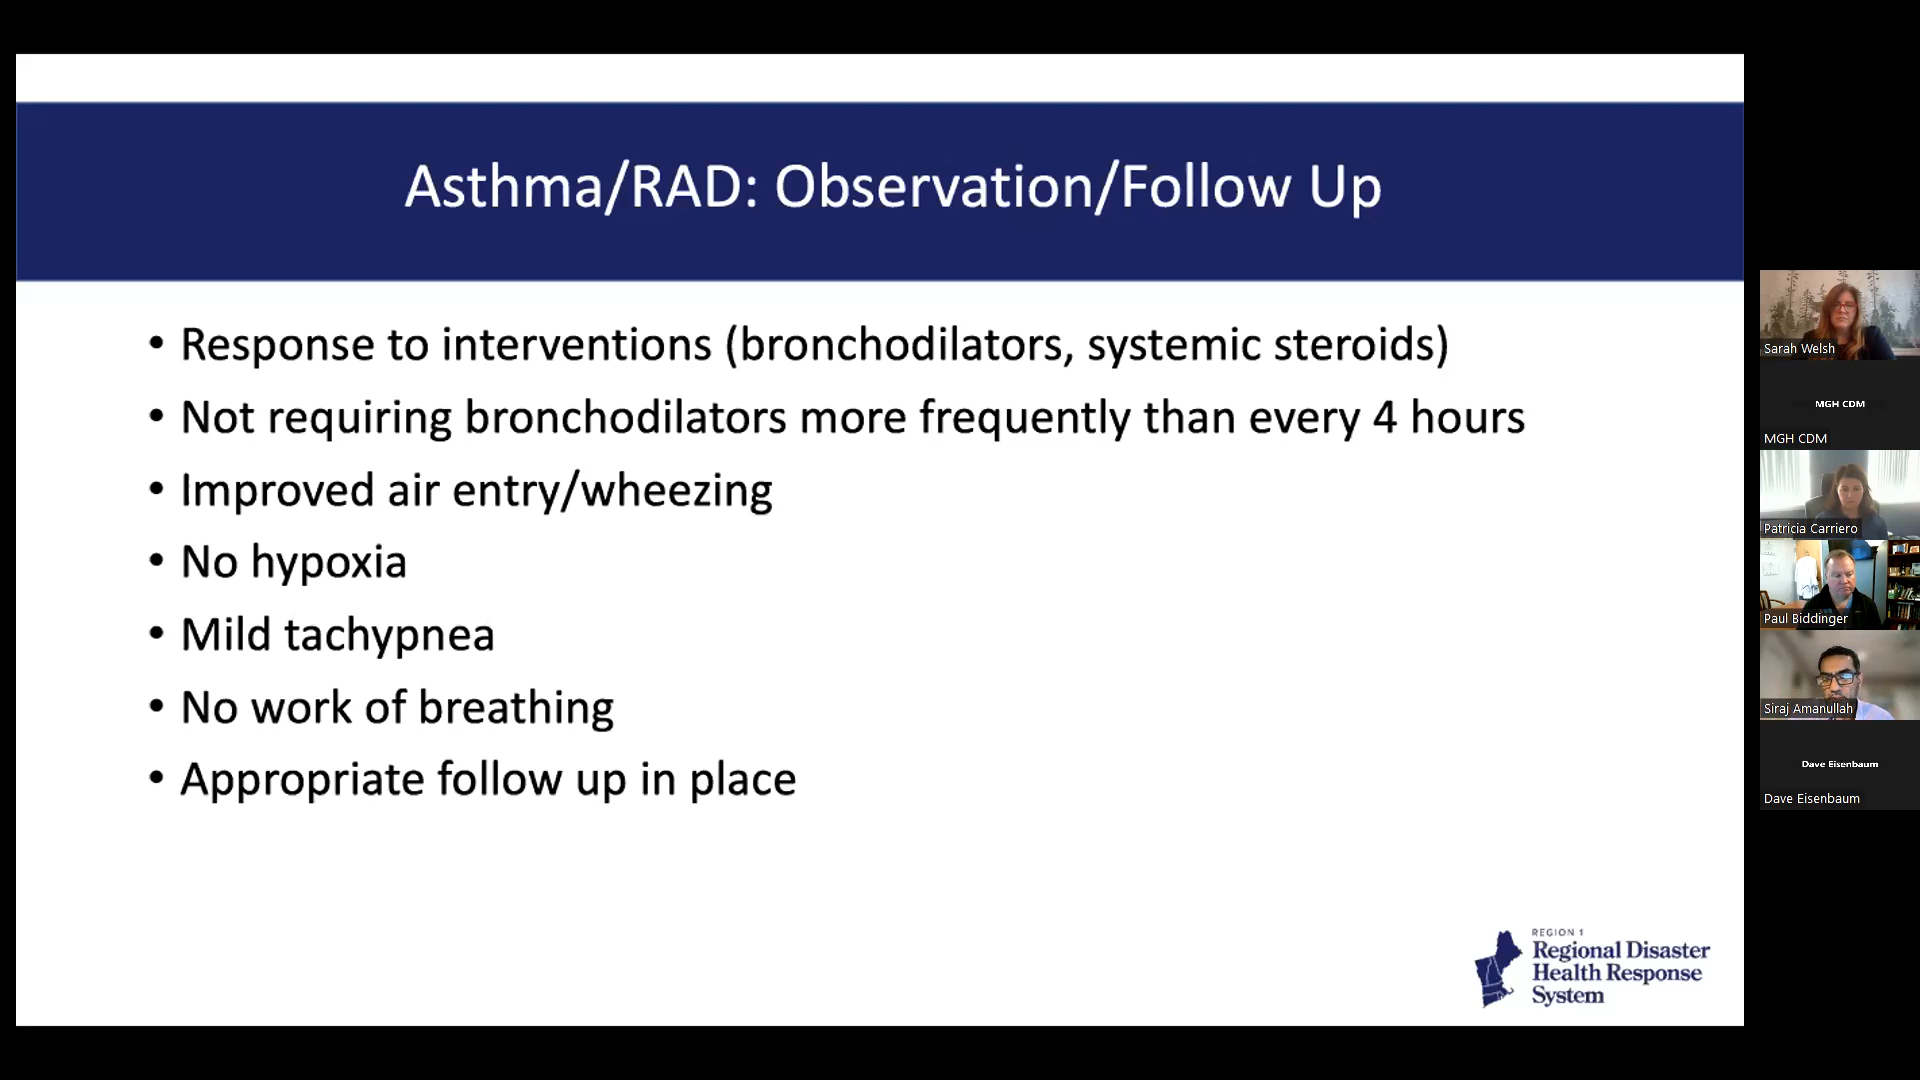 Asthma/RAD: Observation/Follow Up
• Response to interventions (bronchodilators, systemic steroids)
• Not requiring bronchodilators more frequently than every 4 hours
• Improved air entry/wheezing
• No hypoxia
• Mild tachypnea
• No work of breathing
• Appropriate follow up in place
REGION 1
Regional Disaster
Health Response
System
Sarah Welsh
MGH CDM
MGH CDM
Patricia Carriero
Paul Biddinger
Siraj Amanullah
Dave Eisenbaum
Dave Eisenbaum